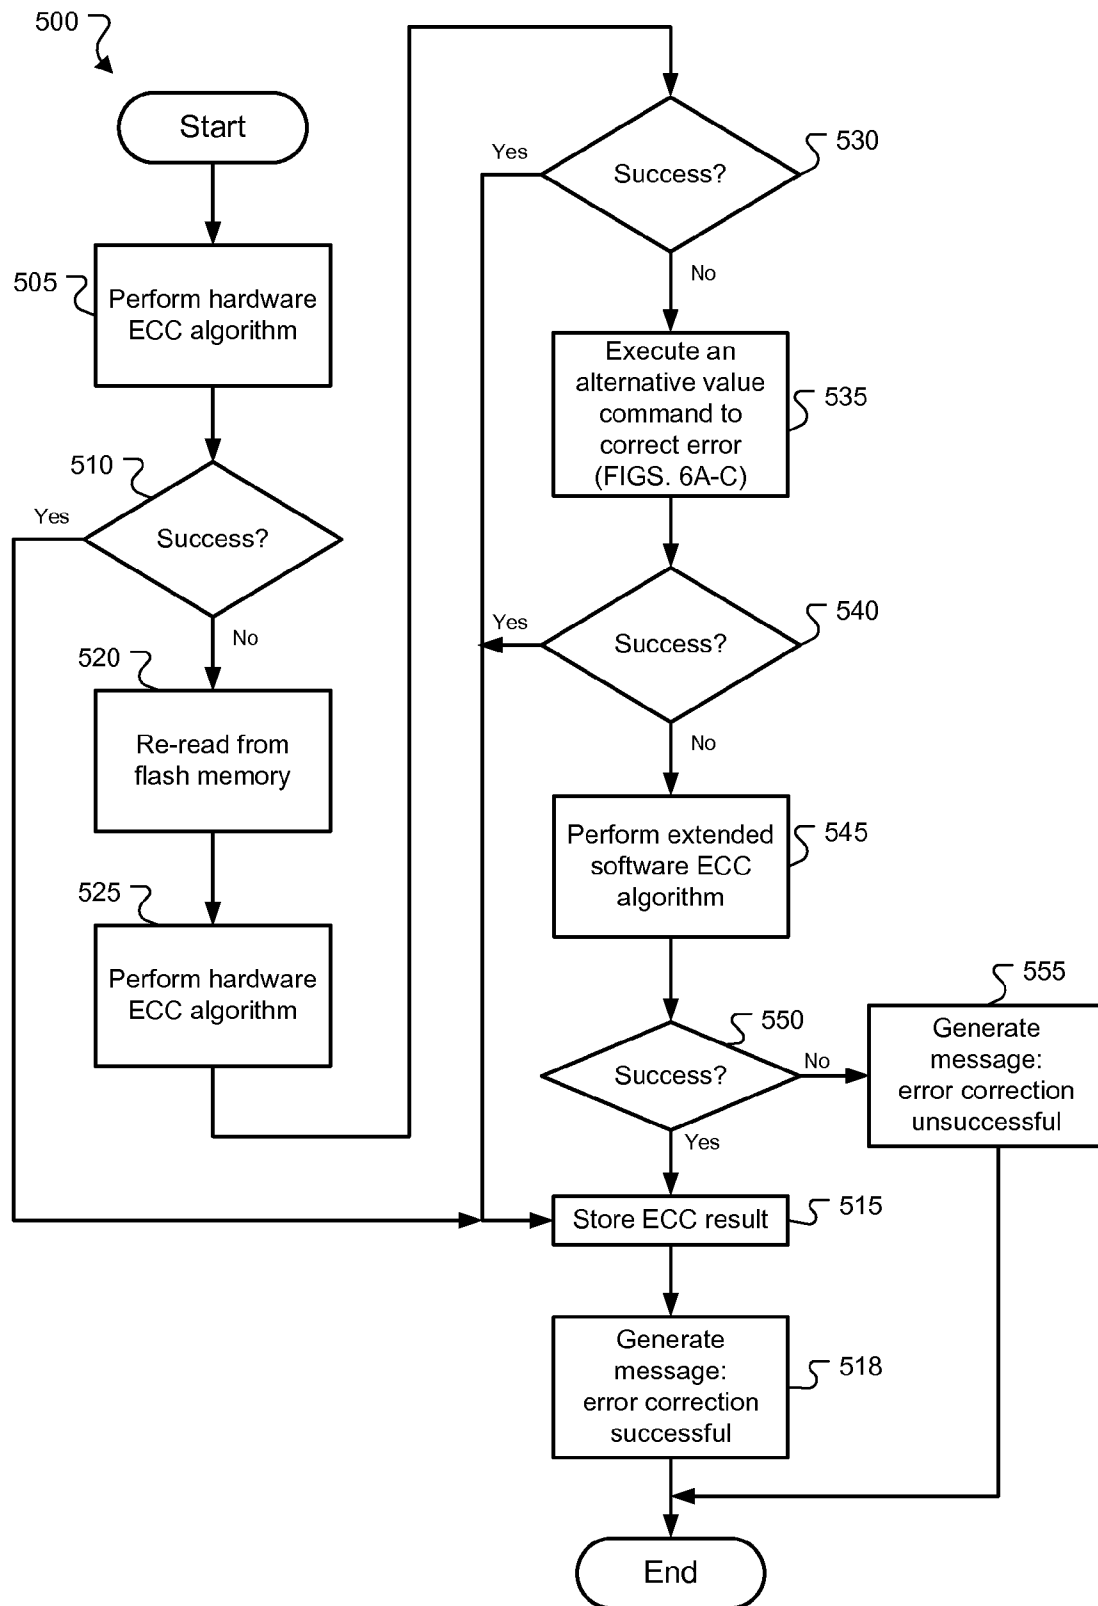 500
Start
505
Perform hardware
ECC algorithm
510
Yes
Success?
No
520
Re-read from
flash memory
525
Perform hardware
ECC algorithm
530
Yes
Success?
No
Execute an
alternative value
command to
correct error
(FIGS. 6A-C)
535
540
Yes
Success?
No
Perform extended
software ECC
algorithm
545
550
Success?
No
Yes
555
Generate
message:
error correction
unsuccessful
Store ECC result
515
Generate
message:
error correction
successful
518
End